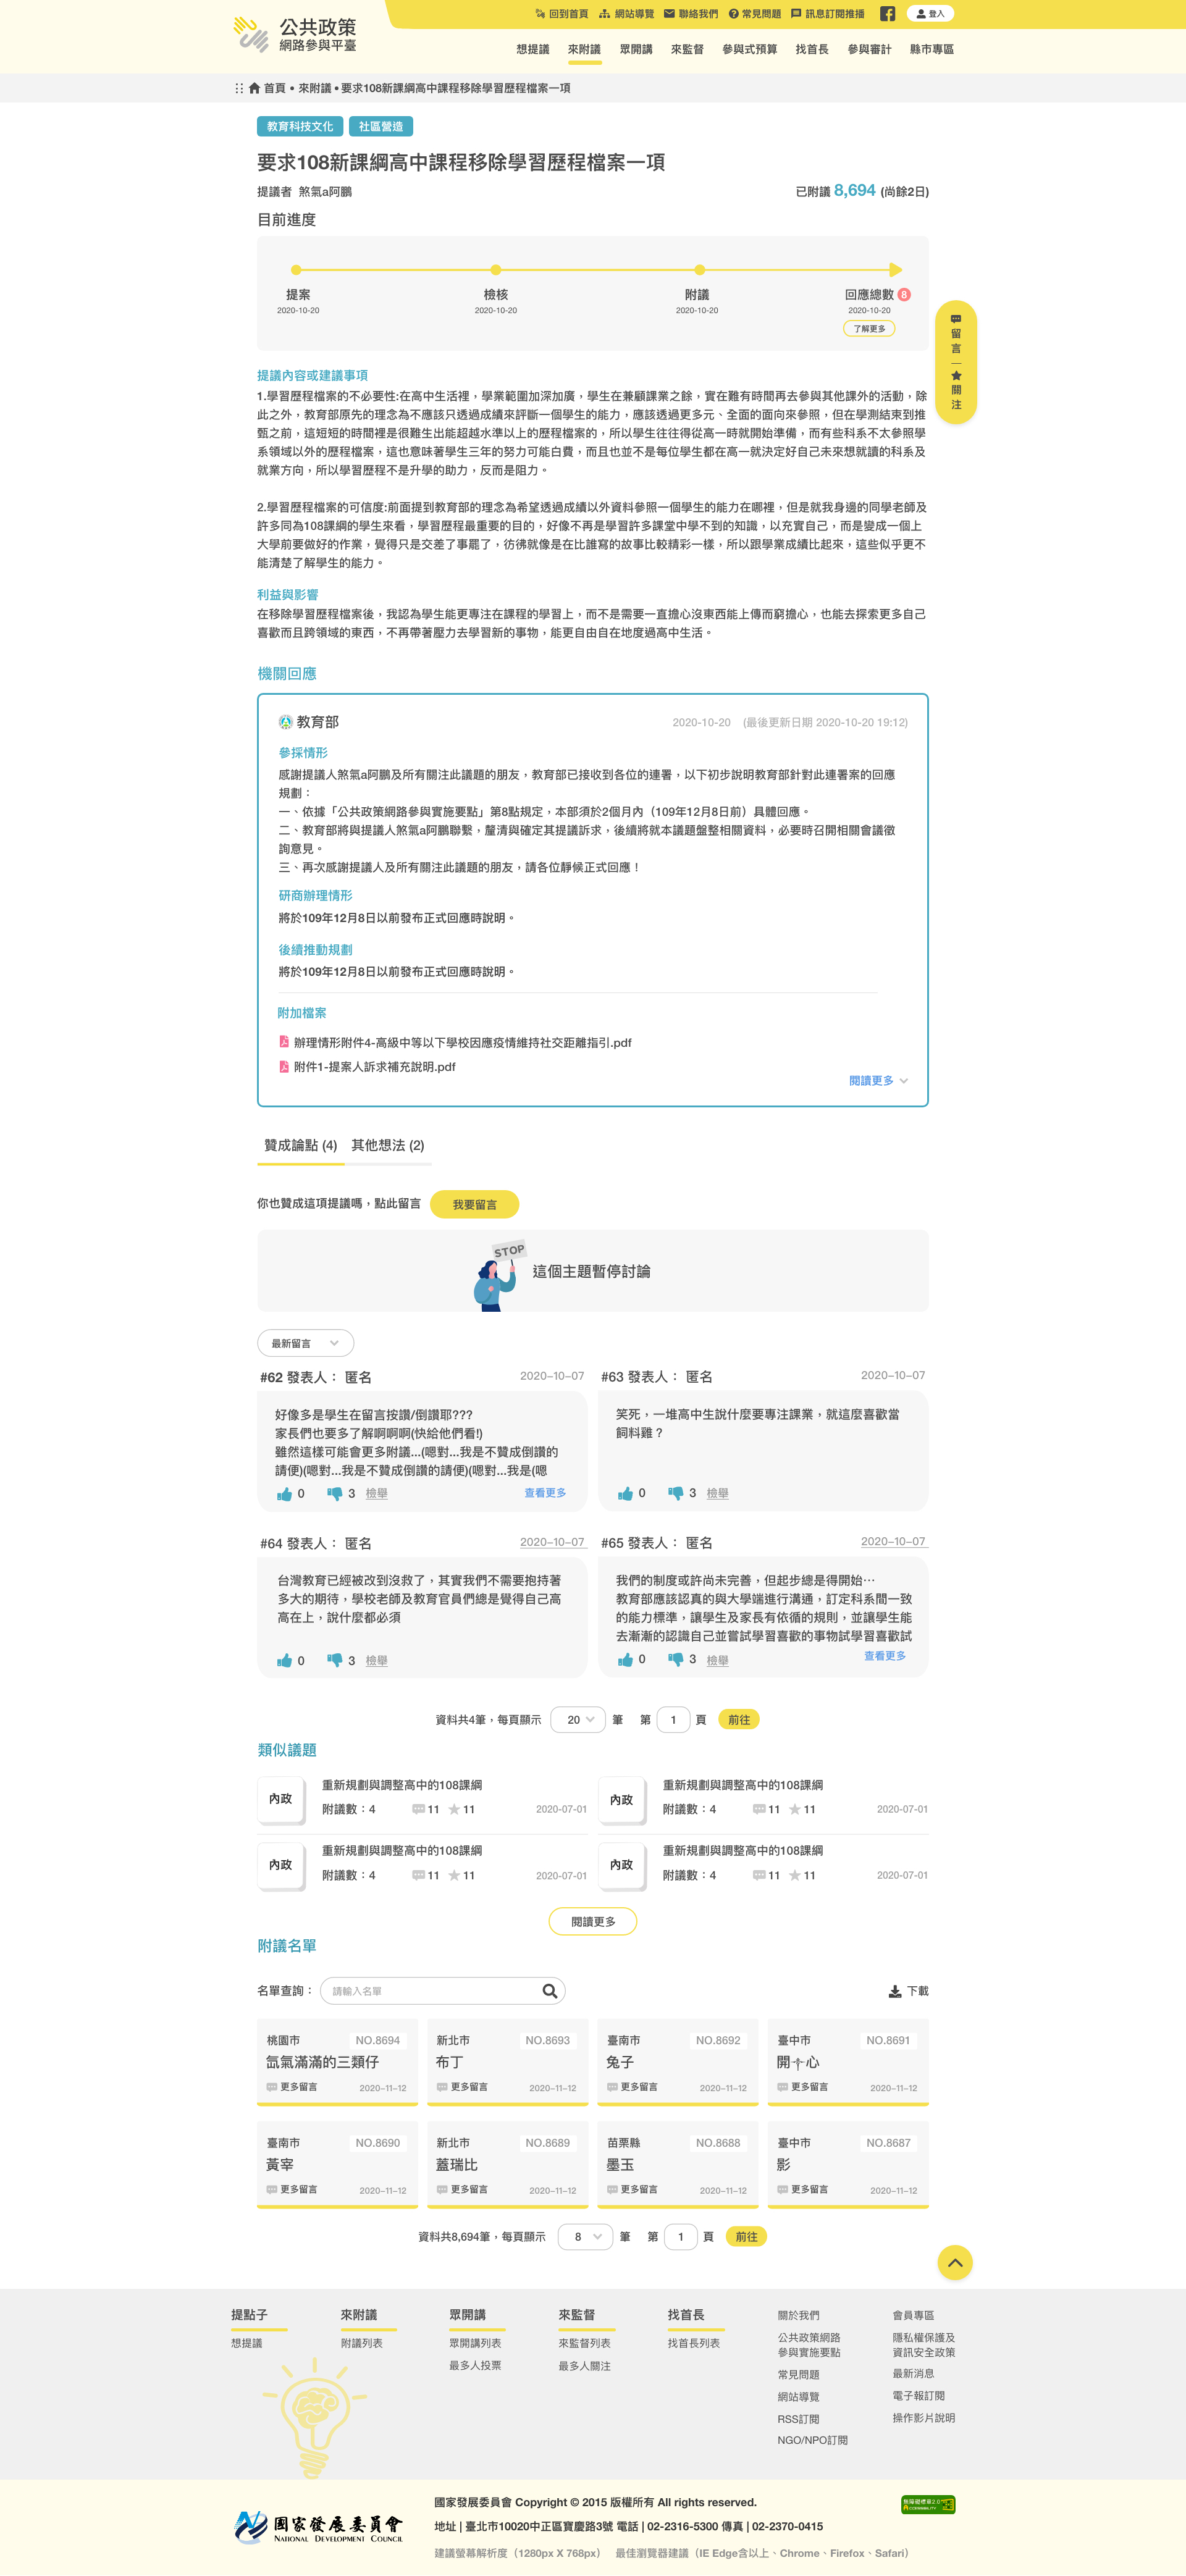 公共政策
網路參與平臺
回到首頁 網站導覽 聯絡我們 常見問題 訊息訂閱推播 登入
想提議 來附議 眾開講 來監督 參與式預算 找首長 參與審計 縣市專區
首頁 • 來附議 • 要求108新課綱高中課程移除學習歷程檔案一項
教育科技文化 社區營造
要求108新課綱高中課程移除學習歷程檔案一項
提議者 煞氣a阿鵬 已附議 8,694 (尚餘2日)
目前進度
提案 檢核 附議 回應總數 8
2020-10-20 2020-10-20 2020-10-20 2020-10-20
了解更多
留言
關注
提議內容或建議事項
1.學習歷程檔案的不必要性:在高中生活裡，學業範圍加深加廣，學生在兼顧課業之餘，實在難有時間再去參與其他課外的活動，除
此之外，教育部原先的理念為不應該只透過成績來評斷一個學生的能力，應該透過更多元、全面的面向來參照，但在學測結束到推
甄之前，這短短的時間裡是很難生出能超越水準以上的歷程檔案的，所以學生往往得從高一時就開始準備，而有些科系不太參照學
系領域以外的歷程檔案，這也意味著學生三年的努力可能白費，而且也並不是每位學生都在高一就決定好自己未來想就讀的科系及
就業方向，所以學習歷程不是升學的助力，反而是阻力。
2.學習歷程檔案的可信度:前面提到教育部的理念為希望透過成績以外資料參照一個學生的能力在哪裡，但是就我身邊的同學老師及
許多同為108課綱的學生來看，學習歷程最重要的目的，好像不再是學習許多課堂中學不到的知識，以充實自己，而是變成一個上
大學前要做好的作業，覺得只是交差了事罷了，彷彿就像是在比誰寫的故事比較精彩一樣，所以跟學業成績比起來，這些似乎更不
能清楚了解學生的能力。
利益與影響
在移除學習歷程檔案後，我認為學生能更專注在課程的學習上，而不是需要一直擔心沒東西能上傳而窮擔心，也能去探索更多自己
喜歡而且跨領域的東西，不再帶著壓力去學習新的事物，能更自由自在地度過高中生活。
機關回應
教育部 2020-10-20 (最後更新日期 2020-10-20 19:12)
參採情形
感謝提議人煞氣a阿鵬及所有關注此議題的朋友，教育部已接收到各位的連署，以下初步說明教育部針對此連署案的回應
規劃：
一、依據「公共政策網路參與實施要點」第8點規定，本部須於2個月內（109年12月8日前）具體回應。
二、教育部將與提議人煞氣a阿鵬聯繫，釐清與確定其提議訴求，後續將就本議題盤整相關資料，必要時召開相關會議徵
詢意見。
三、再次感謝提議人及所有關注此議題的朋友，請各位靜候正式回應！
研商辦理情形
將於109年12月8日以前發布正式回應時說明。
後續推動規劃
將於109年12月8日以前發布正式回應時說明。
附加檔案
辦理情形附件4-高級中等以下學校因應疫情維持社交距離指引.pdf
附件1-提案人訴求補充說明.pdf
閱讀更多
贊成論點 (4) 其他想法 (2)
你也贊成這項提議嗎，點此留言 我要留言
STOP
這個主題暫停討論
最新留言
#62 發表人： 匿名 2020-10-07
好像多是學生在留言按讚/倒讚耶???
家長們也要多了解啊啊啊(快給他們看!)
雖然這樣可能會更多附議...(嗯對...我是不贊成倒讚的
請便)(嗯對...我是不贊成倒讚的請便)(嗯對...我是(嗯
0 3 檢舉 查看更多
#63 發表人： 匿名 2020-10-07
笑死，一堆高中生說什麼要專注課業，就這麼喜歡當
飼料雞？
0 3 檢舉
#64 發表人： 匿名 2020-10-07
台灣教育已經被改到沒救了，其實我們不需要抱持著
多大的期待，學校老師及教育官員們總是覺得自己高
高在上，說什麼都必須
0 3 檢舉
#65 發表人： 匿名 2020-10-07
我們的制度或許尚未完善，但起步總是得開始…
教育部應該認真的與大學端進行溝通，訂定科系間一致
的能力標準，讓學生及家長有依循的規則，並讓學生能
去漸漸的認識自己並嘗試學習喜歡的事物試學習喜歡試
0 3 檢舉 查看更多
資料共4筆，每頁顯示 20 筆 第 1 頁 前往
類似議題
內政 重新規劃與調整高中的108課綱
附議數：4 11 11 2020-07-01
內政 重新規劃與調整高中的108課綱
附議數：4 11 11 2020-07-01
內政 重新規劃與調整高中的108課綱
附議數：4 11 11 2020-07-01
內政 重新規劃與調整高中的108課綱
附議數：4 11 11 2020-07-01
閱讀更多
附議名單
名單查詢： 請輸入名單 下載
桃園市 NO.8694
氙氣滿滿的三類仔
更多留言 2020-11-12
新北市 NO.8693
布丁
更多留言 2020-11-12
臺南市 NO.8692
兔子
更多留言 2020-11-12
臺中市 NO.8691
開心
更多留言 2020-11-12
臺南市 NO.8690
黃宰
更多留言 2020-11-12
新北市 NO.8689
蓋瑞比
更多留言 2020-11-12
苗栗縣 NO.8688
墨玉
更多留言 2020-11-12
臺中市 NO.8687
影
更多留言 2020-11-12
資料共8,694筆，每頁顯示 8 筆 第 1 頁 前往
提點子
想提議
來附議
附議列表
眾開講
眾開講列表
最多人投票
來監督
來監督列表
最多人關注
找首長
找首長列表
關於我們
公共政策網路
參與實施要點
常見問題
網站導覽
RSS訂閱
NGO/NPO訂閱
會員專區
隱私權保護及
資訊安全政策
最新消息
電子報訂閱
操作影片說明
國家發展委員會
NATIONAL DEVELOPMENT COUNCIL
國家發展委員會 Copyright © 2015 版權所有 All rights reserved.
地址 | 臺北市10020中正區寶慶路3號 電話 | 02-2316-5300 傳真 | 02-2370-0415
建議螢幕解析度（1280px X 768px） 最佳瀏覽器建議（IE Edge含以上、Chrome、Firefox、Safari）